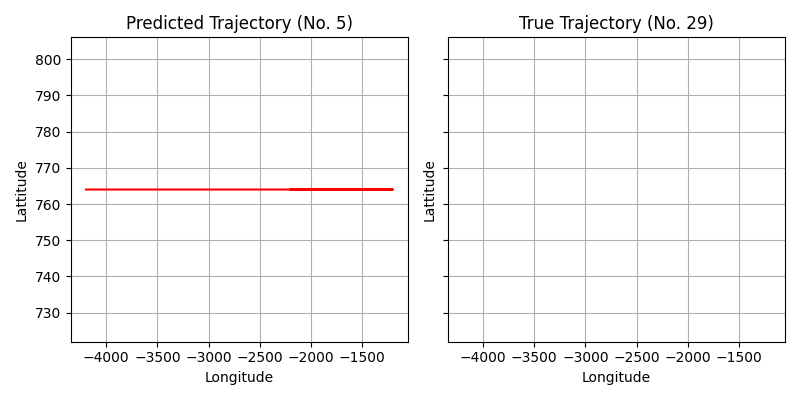 Predicted Trajectory (No. 5)
True Trajectory (No. 29)
800
790
780
770
760
750
740
730
Lattitude
Lattitude
−4000 −3500 −3000 −2500 −2000 −1500
−4000 −3500 −3000 −2500 −2000 −1500
Longitude
Longitude